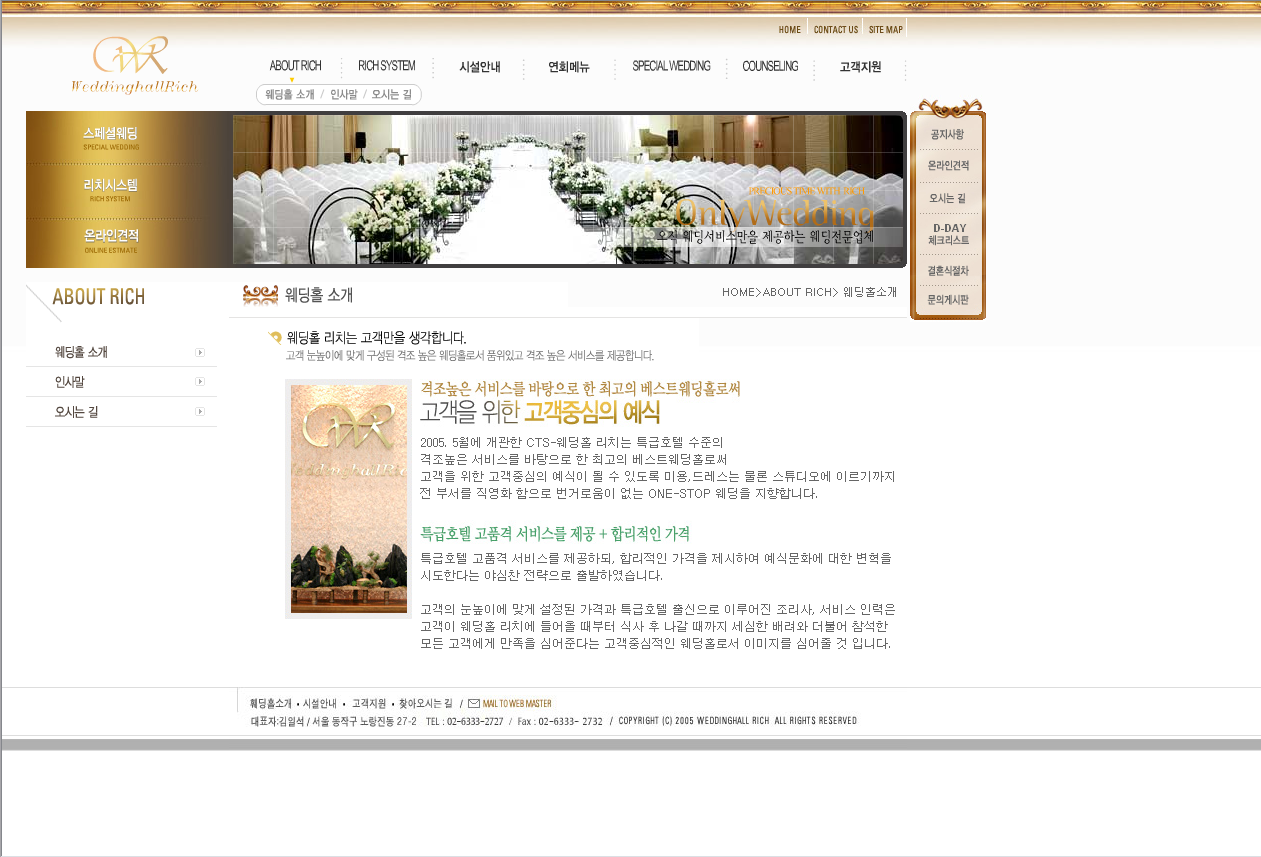 HOME
CONTACT US
SITE MAP
WR
WeddinghallRich
ABOUT RICH
RICH SYSTEM
시설안내
연회메뉴
SPECIAL WEDDING
COUNSELING
고객지원
웨딩홀 소개 / 인사말 / 오시는 길
스페셜웨딩
SPECIAL WEDDING
리치시스템
RICH SYSTEM
온라인견적
ONLINE ESTMATE
PRECIOUS TIME WITH RICH
OnlyWedding
오직 웨딩서비스만을 제공하는 웨딩전문업체
공지사항
온라인견적
오시는 길
D-DAY
체크리스트
결혼식절차
문의게시판
ABOUT RICH
웨딩홀 소개
인사말
오시는 길
웨딩홀 소개
HOME>ABOUT RICH> 웨딩홀소개
웨딩홀 리치는 고객만을 생각합니다.
고객 눈높이에 맞게 구성된 격조 높은 웨딩홀로서 품위있고 격조 높은 서비스를 제공합니다.
WR
WeddinghallRi
격조높은 서비스를 바탕으로 한 최고의 베스트웨딩홀로써
고객을 위한 고객중심의 예식
2005. 5월에 개관한 CTS-웨딩홀 리치는 특급호텔 수준의
격조높은 서비스를 바탕으로 한 최고의 베스트웨딩홀로써
고객을 위한 고객중심의 예식이 될 수 있도록 미용,드레스는 물론 스튜디오에 이르기까지
전 부서를 직영화 함으로 번거로움이 없는 ONE-STOP 웨딩을 지향합니다.
특급호텔 고품격 서비스를 제공 + 합리적인 가격
특급호텔 고품격 서비스를 제공하되, 합리적인 가격을 제시하여 예식문화에 대한 변혁을
시도한다는 야심찬 전략으로 출발하였습니다.
고객의 눈높이에 맞게 설정된 가격과 특급호텔 출신으로 이루어진 조리사, 서비스 인력은
고객이 웨딩홀 리치에 들어올 때부터 식사 후 나갈 때까지 세심한 배려와 더불어 참석한
모든 고객에게 만족을 심어준다는 고객중심적인 웨딩홀로서 이미지를 심어줄 것 입니다.
웨딩홀소개 • 시설안내 • 고객지원 • 찾아오시는 길 / MAIL TO WEB MASTER
대표자:김일석 / 서울 동작구 노량진동 27-2 TEL : 02-6333-2727 / Fax : 02-6333- 2732 / COPYRIGHT (C) 2005 WEDDINGHALL RICH ALL RIGHTS RESERVED